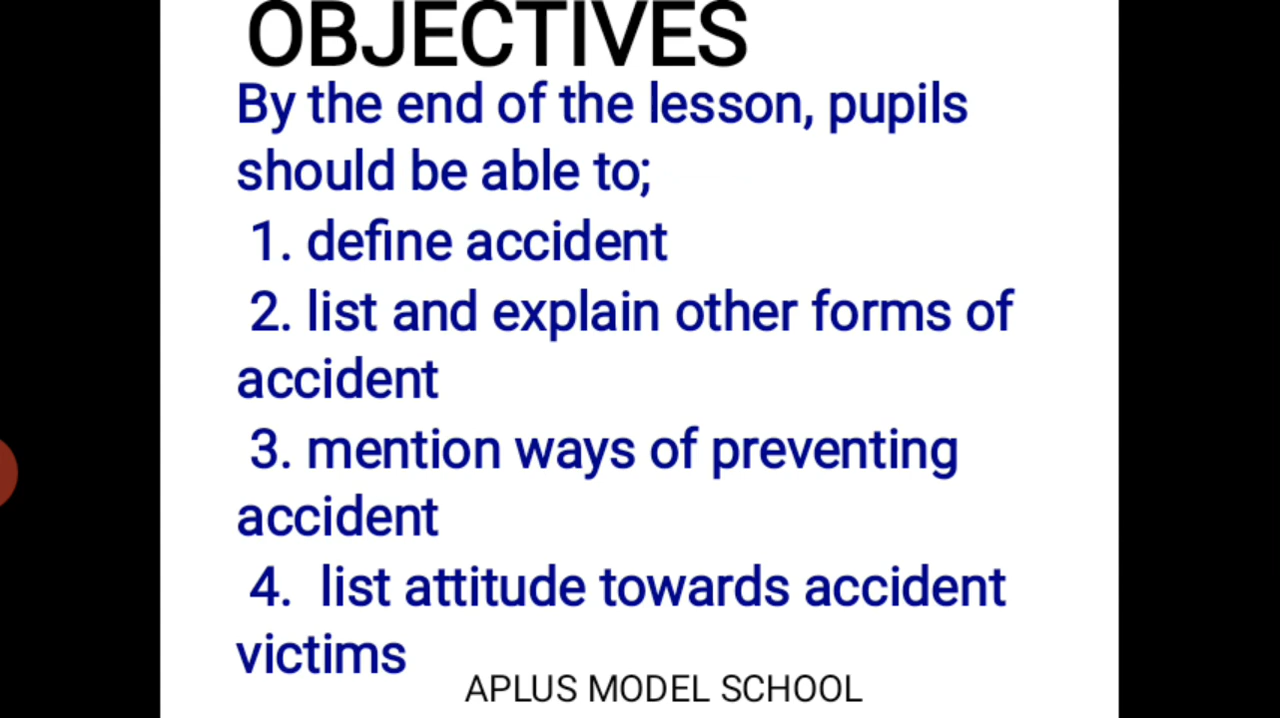 OBJECTIVES
By the end of the lesson, pupils
should be able to;
1. define accident
2. list and explain other forms of
accident
3. mention ways of preventing
accident
4. list attitude towards accident
victims
APLUS MODEL SCHOOL